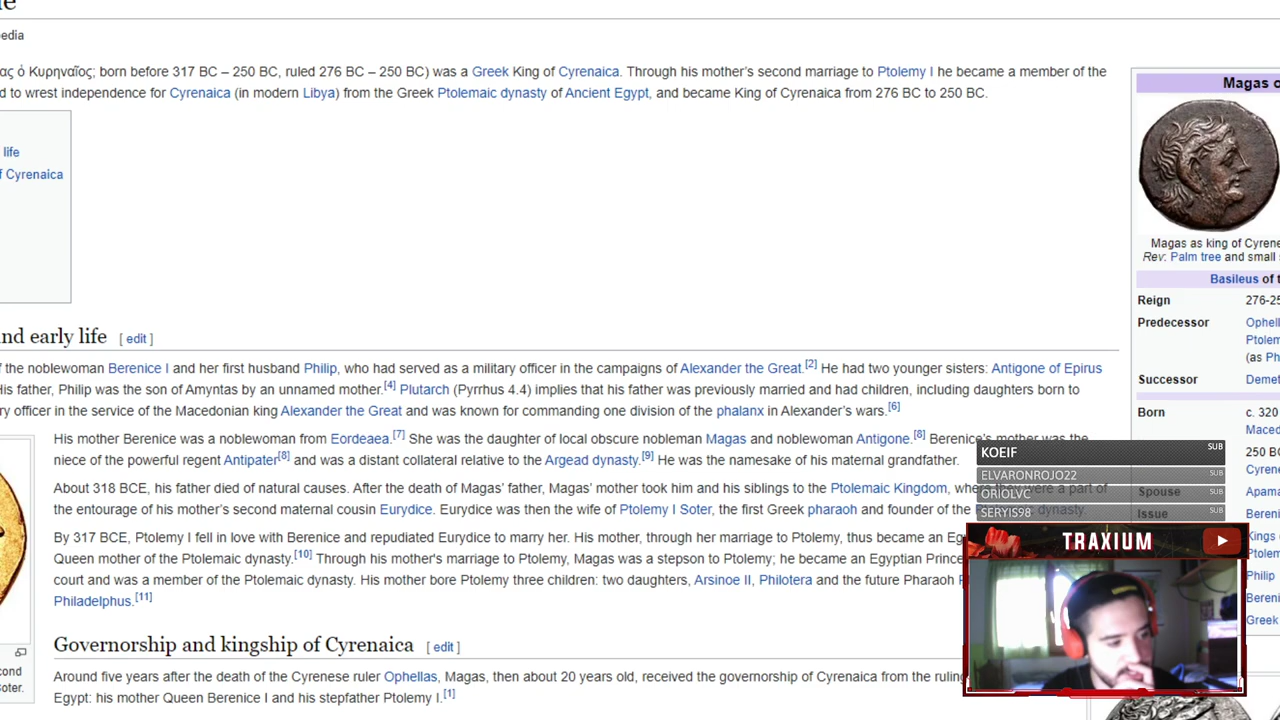 edia
ας ὁ Κυρηναῖος; born before 317 BC – 250 BC, ruled 276 BC – 250 BC) was a Greek King of Cyrenaica. Through his mother's second marriage to Ptolemy I he became a member of the
d to wrest independence for Cyrenaica (in modern Libya) from the Greek Ptolemaic dynasty of Ancient Egypt, and became King of Cyrenaica from 276 BC to 250 BC.
life
f Cyrenaica
Magas o
Magas as king of Cyrene
Rev: Palm tree and small
Basileus of t
Reign 276-25
Predecessor Ophell
Ptolem
(as Ph
Successor Demet
Born c. 320
Maced
250 BC
Cyrene
Spouse Apama
Issue Bereni
Kings
Ptolem
Philip
Bereni
Greek
nd early life [ edit ]
f the noblewoman Berenice I and her first husband Philip, who had served as a military officer in the campaigns of Alexander the Great.[2] He had two younger sisters: Antigone of Epirus
His father, Philip was the son of Amyntas by an unnamed mother.[4] Plutarch (Pyrrhus 4.4) implies that his father was previously married and had children, including daughters born to
ry officer in the service of the Macedonian king Alexander the Great and was known for commanding one division of the phalanx in Alexander's wars.[6]
His mother Berenice was a noblewoman from Eordeaea.[7] She was the daughter of local obscure nobleman Magas and noblewoman Antigone.[8] Berenice's mother was the
niece of the powerful regent Antipater[8] and was a distant collateral relative to the Argead dynasty.[9] He was the namesake of his maternal grandfather.
About 318 BCE, his father died of natural causes. After the death of Magas' father, Magas' mother took him and his siblings to the Ptolemaic Kingdom, where they were a part of
the entourage of his mother's second maternal cousin Eurydice. Eurydice was then the wife of Ptolemy I Soter, the first Greek pharaoh and founder of the dynasty.
By 317 BCE, Ptolemy I fell in love with Berenice and repudiated Eurydice to marry her. His mother, through her marriage to Ptolemy, thus became an Eg
Queen mother of the Ptolemaic dynasty.[10] Through his mother's marriage to Ptolemy, Magas was a stepson to Ptolemy; he became an Egyptian Prince
court and was a member of the Ptolemaic dynasty. His mother bore Ptolemy three children: two daughters, Arsinoe II, Philotera and the future Pharaoh
Philadelphus.[11]
cond
Soter.
Governorship and kingship of Cyrenaica [ edit ]
Around five years after the death of the Cyrenese ruler Ophellas, Magas, then about 20 years old, received the governorship of Cyrenaica from the ruling
Egypt: his mother Queen Berenice I and his stepfather Ptolemy I.[1]
KOEIF SUB
ELVARONROJO22 SUB
ORIOLVC SUB
SERYIS98 SUB
TRAXIUM